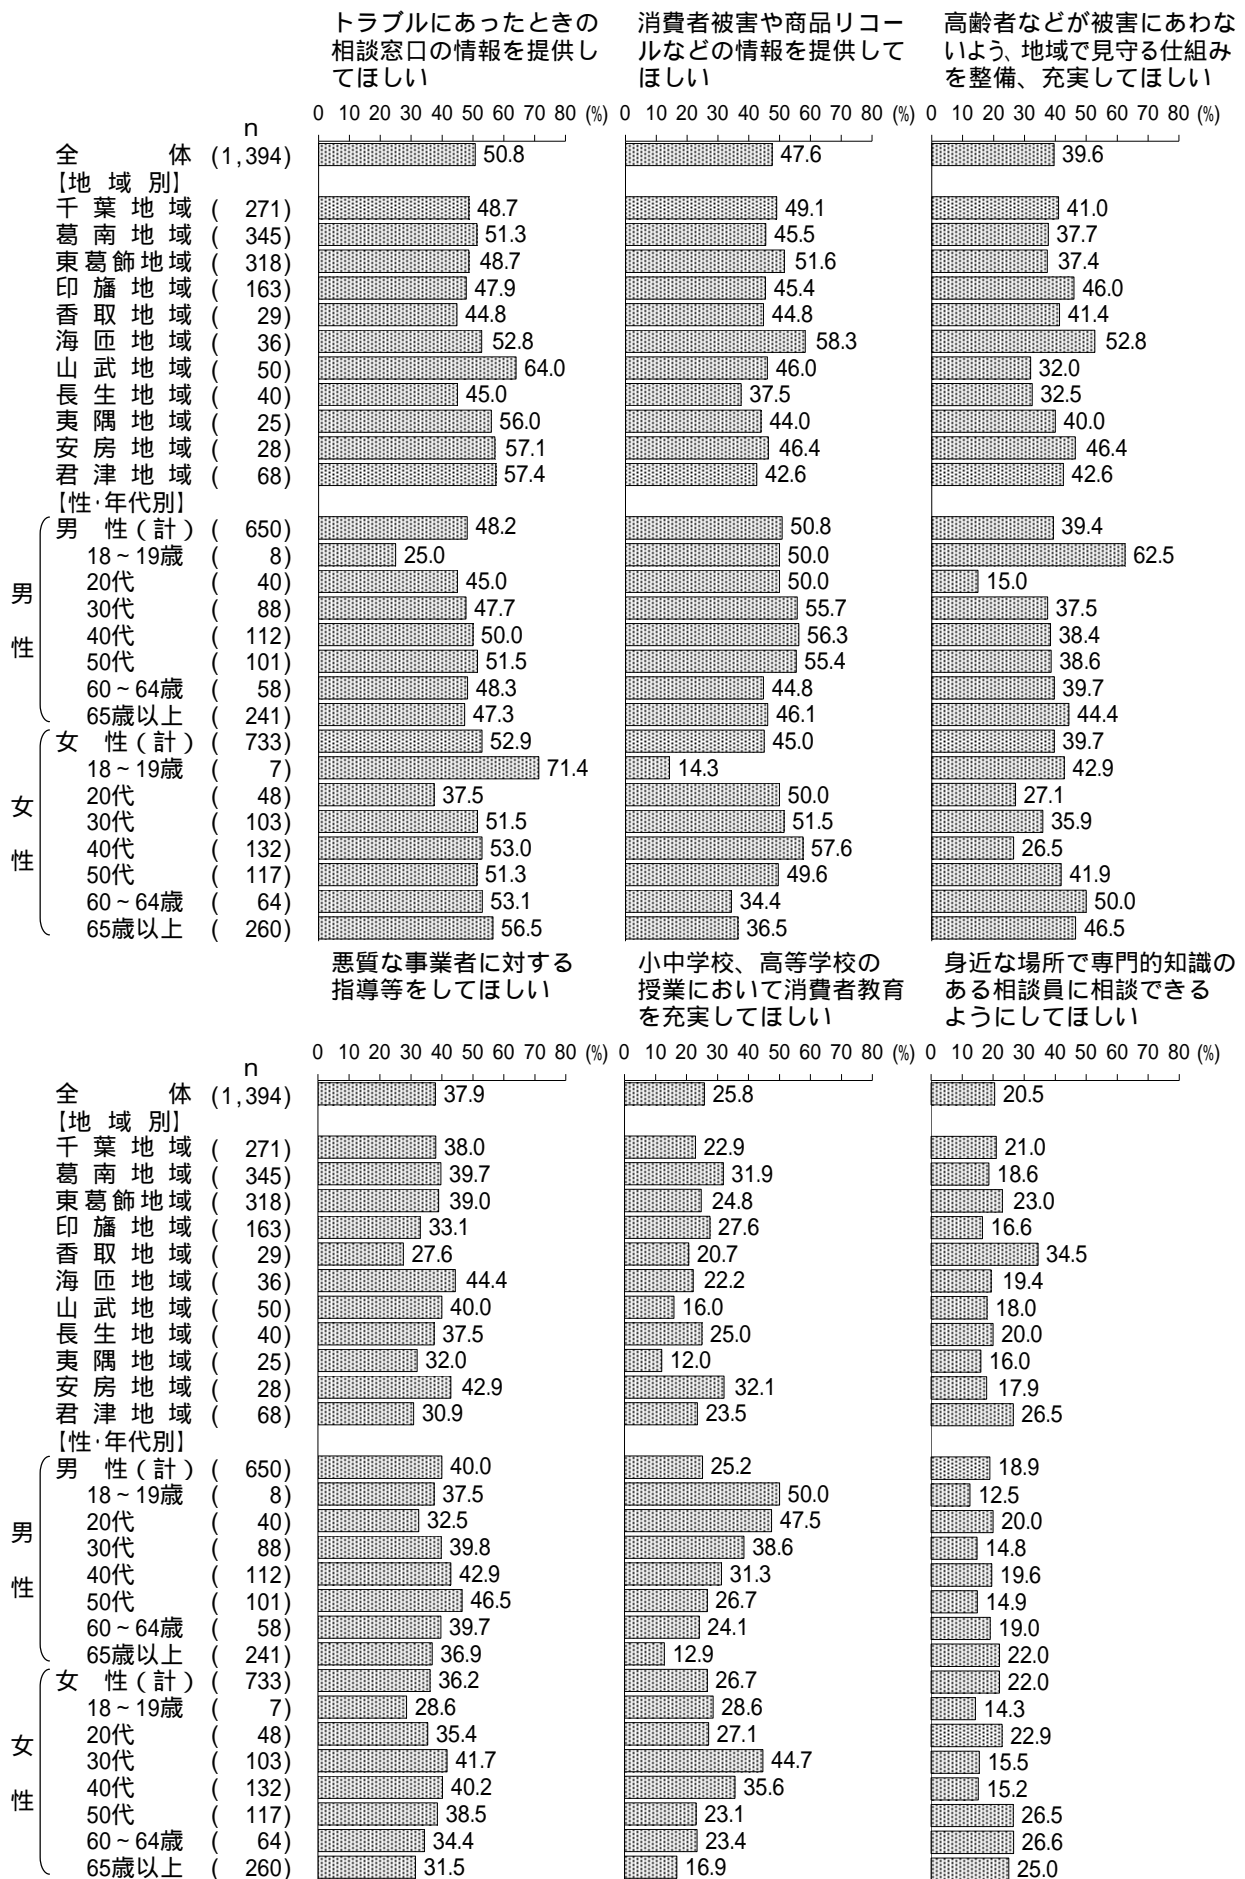 トラブルにあったときの
相談窓口の情報を提供し
てほしい
消費者被害や商品リコー
ルなどの情報を提供して
ほしい
高齢者などが被害にあわな
いよう、地域で見守る仕組み
を整備、充実してほしい
0 10 20 30 40 50 60 70 80 (%) 0 10 20 30 40 50 60 70 80 (%) 0 10 20 30 40 50 60 70 80 (%)
n
全体 (1,394) 50.8 47.6 39.6
【地域別】
千葉地域 ( 271) 48.7 49.1 41.0
葛南地域 ( 345) 51.3 45.5 37.7
東葛飾地域 ( 318) 48.7 51.6 37.4
印旛地域 ( 163) 47.9 45.4 46.0
香取地域 ( 29) 44.8 44.8 41.4
海匝地域 ( 36) 52.8 58.3 52.8
山武地域 ( 50) 64.0 46.0 32.0
長生地域 ( 40) 45.0 37.5 32.5
夷隅地域 ( 25) 56.0 44.0 40.0
安房地域 ( 28) 57.1 46.4 46.4
君津地域 ( 68) 57.4 42.6 42.6
【性・年代別】
男性(計) ( 650) 48.2 50.8 39.4
18~19歳 ( 8) 25.0 50.0 62.5
20代 ( 40) 45.0 50.0 15.0
男
30代 ( 88) 47.7 55.7 37.5
40代 ( 112) 50.0 56.3 38.4
性
50代 ( 101) 51.5 55.4 38.6
60~64歳 ( 58) 48.3 44.8 39.7
65歳以上 ( 241) 47.3 46.1 44.4
女性(計) ( 733) 52.9 45.0 39.7
18~19歳 ( 7) 71.4 14.3 42.9
20代 ( 48) 37.5 50.0 27.1
女
30代 ( 103) 51.5 51.5 35.9
40代 ( 132) 53.0 57.6 26.5
性
50代 ( 117) 51.3 49.6 41.9
60~64歳 ( 64) 53.1 34.4 50.0
65歳以上 ( 260) 56.5 36.5 46.5
悪質な事業者に対する
指導等をしてほしい
小中学校、高等学校の
授業において消費者教育
を充実してほしい
身近な場所で専門的知識の
ある相談員に相談できる
ようにしてほしい
0 10 20 30 40 50 60 70 80 (%) 0 10 20 30 40 50 60 70 80 (%) 0 10 20 30 40 50 60 70 80 (%)
n
全体 (1,394) 37.9 25.8 20.5
【地域別】
千葉地域 ( 271) 38.0 22.9 21.0
葛南地域 ( 345) 39.7 31.9 18.6
東葛飾地域 ( 318) 39.0 24.8 23.0
印旛地域 ( 163) 33.1 27.6 16.6
香取地域 ( 29) 27.6 20.7 34.5
海匝地域 ( 36) 44.4 22.2 19.4
山武地域 ( 50) 40.0 16.0 18.0
長生地域 ( 40) 37.5 25.0 20.0
夷隅地域 ( 25) 32.0 12.0 16.0
安房地域 ( 28) 42.9 32.1 17.9
君津地域 ( 68) 30.9 23.5 26.5
【性・年代別】
男性(計) ( 650) 40.0 25.2 18.9
18~19歳 ( 8) 37.5 50.0 12.5
20代 ( 40) 32.5 47.5 20.0
男
30代 ( 88) 39.8 38.6 14.8
40代 ( 112) 42.9 31.3 19.6
性
50代 ( 101) 46.5 26.7 14.9
60~64歳 ( 58) 39.7 24.1 19.0
65歳以上 ( 241) 36.9 12.9 22.0
女性(計) ( 733) 36.2 26.7 22.0
18~19歳 ( 7) 28.6 28.6 14.3
20代 ( 48) 35.4 27.1 22.9
女
30代 ( 103) 41.7 44.7 15.5
40代 ( 132) 40.2 35.6 15.2
性
50代 ( 117) 38.5 23.1 26.5
60~64歳 ( 64) 34.4 23.4 26.6
65歳以上 ( 260) 31.5 16.9 25.0